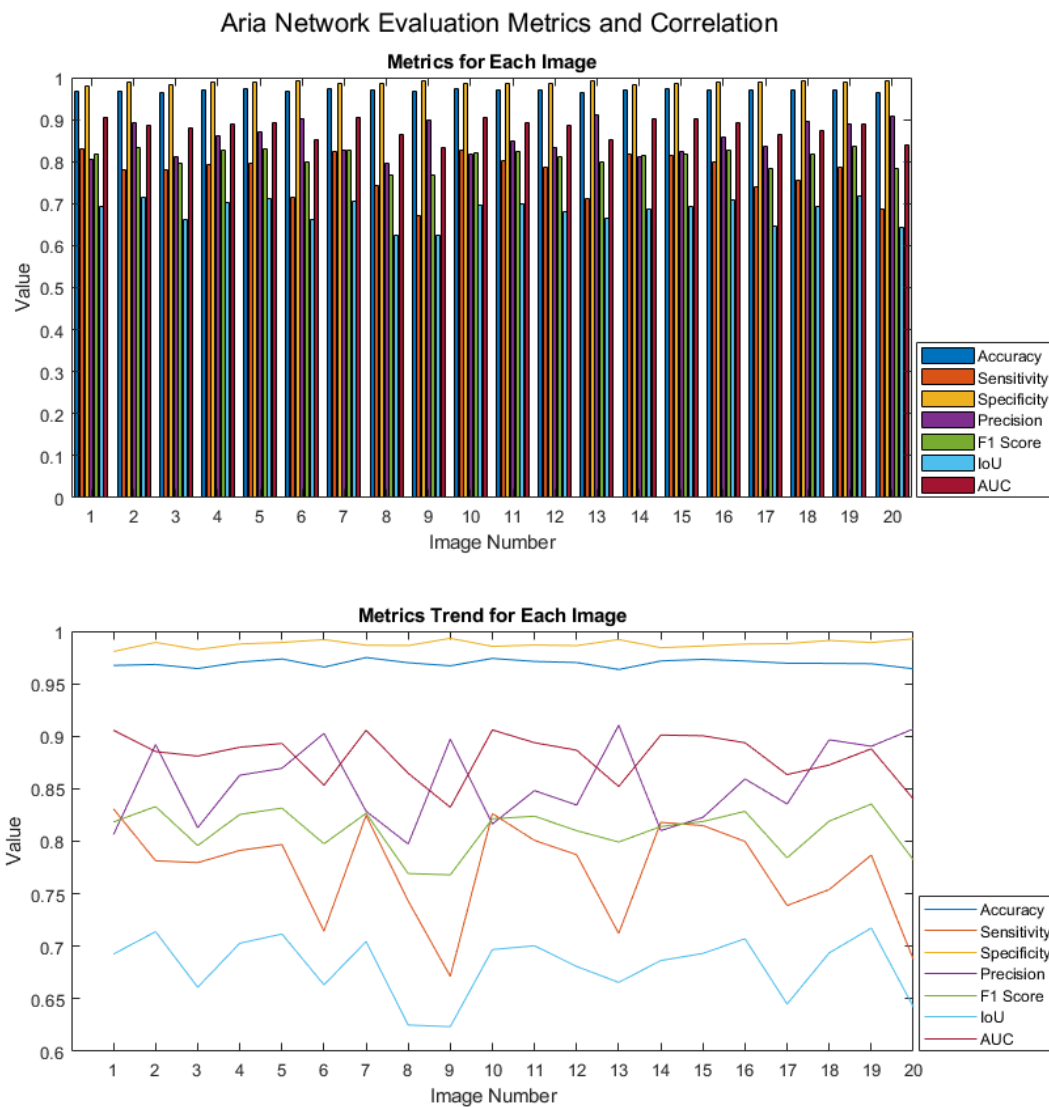 Aria Network Evaluation Metrics and Correlation
Metrics for Each Image
1
0.9
0.8
0.7
0.6
0.5
0.4
0.3
0.2
0.1
0
Value
1 2 3 4 5 6 7 8 9 10 11 12 13 14 15 16 17 18 19 20
Image Number
Accuracy
Sensitivity
Specificity
Precision
F1 Score
IoU
AUC
Metrics Trend for Each Image
1
0.95
0.9
0.85
0.8
0.75
0.7
0.65
0.6
Value
1 2 3 4 5 6 7 8 9 10 11 12 13 14 15 16 17 18 19 20
Image Number
Accuracy
Sensitivity
Specificity
Precision
F1 Score
IoU
AUC